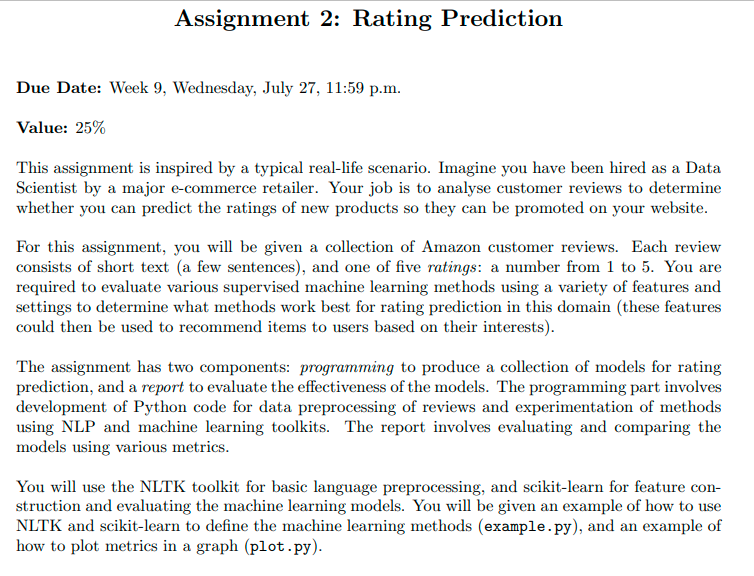 Assignment 2: Rating Prediction
Due Date: Week 9, Wednesday, July 27, 11:59 p.m.
Value: 25%
This assignment is inspired by a typical real-life scenario. Imagine you have been hired as a Data
Scientist by a major e-commerce retailer. Your job is to analyse customer reviews to determine
whether you can predict the ratings of new products so they can be promoted on your website.
For this assignment, you will be given a collection of Amazon customer reviews. Each review
consists of short text (a few sentences), and one of five ratings: a number from 1 to 5. You are
required to evaluate various supervised machine learning methods using a variety of features and
settings to determine what methods work best for rating prediction in this domain (these features
could then be used to recommend items to users based on their interests).
The assignment has two components: programming to produce a collection of models for rating
prediction, and a report to evaluate the effectiveness of the models. The programming part involves
development of Python code for data preprocessing of reviews and experimentation of methods
using NLP and machine learning toolkits. The report involves evaluating and comparing the
models using various metrics.
You will use the NLTK toolkit for basic language preprocessing, and scikit-learn for feature con-
struction and evaluating the machine learning models. You will be given an example of how to use
NLTK and scikit-learn to define the machine learning methods (example.py), and an example of
how to plot metrics in a graph (plot.py).